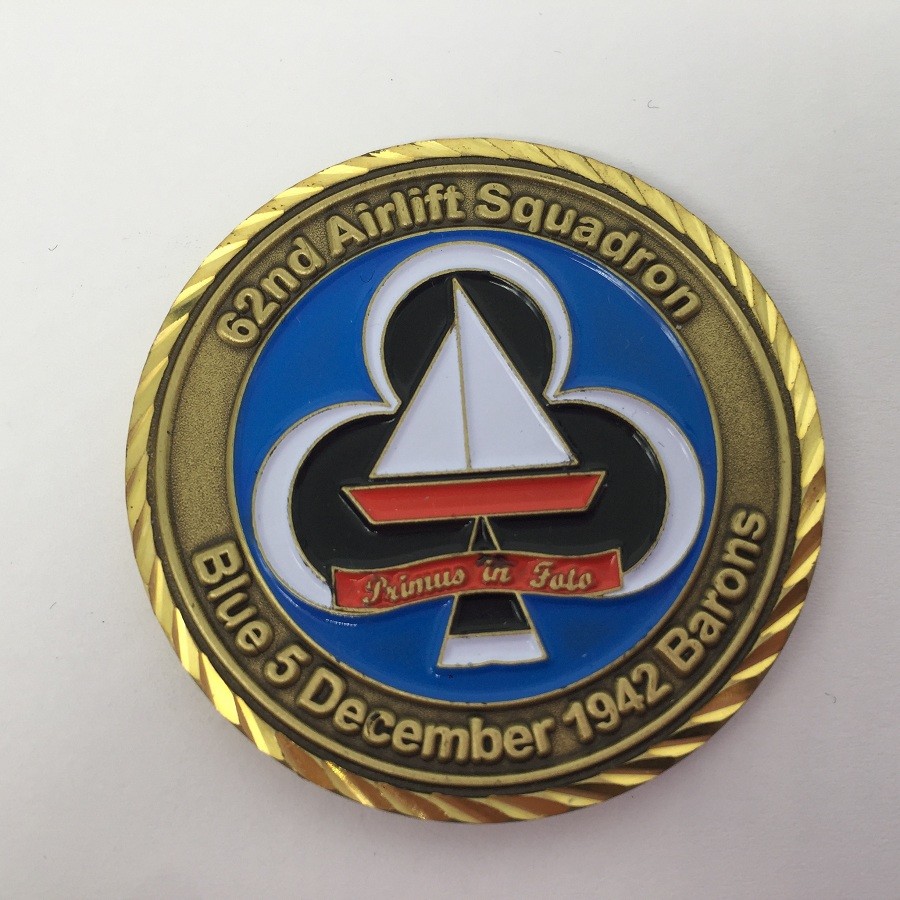 62nd Airlift Squadron
Primus in Foto
Blue 5 December 1942 Barons